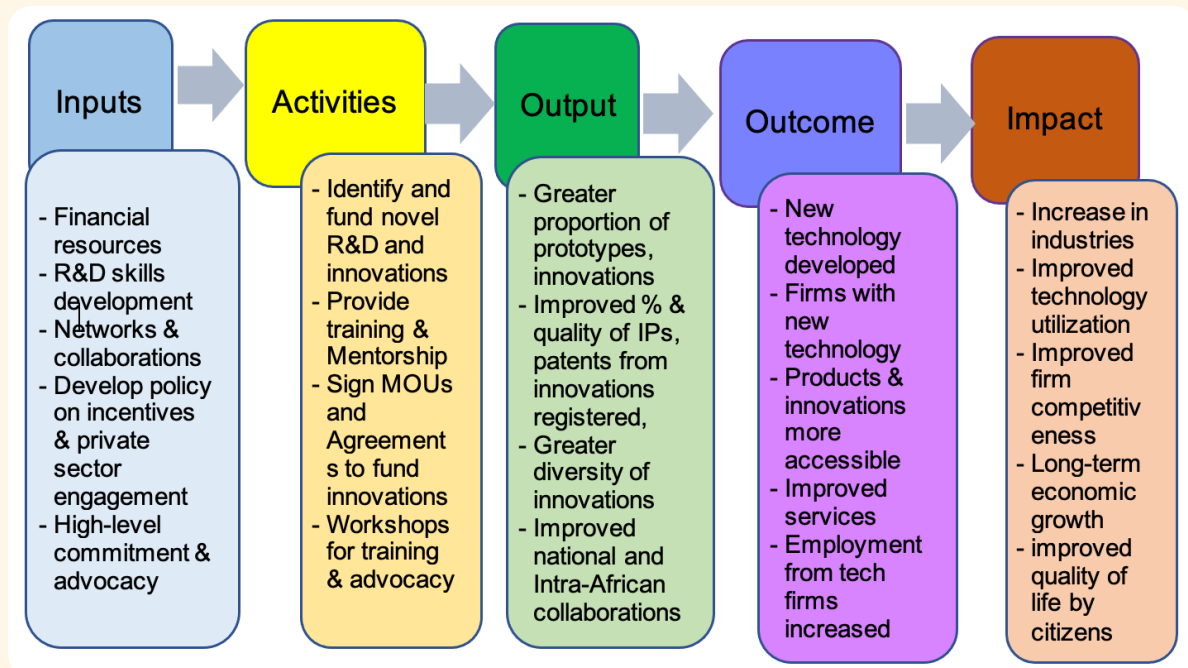 Inputs
Activities
Output
Outcome
Impact
- Financial
resources
- R&D skills
development
- Networks &
collaborations
- Develop policy
on incentives
& private
sector
engagement
- High-level
commitment &
advocacy
- Identify and
fund novel
R&D and
innovations
- Provide
training &
Mentorship
- Sign MOUs
and
Agreement
s to fund
innovations
- Workshops
for training
& advocacy
- Greater
proportion of
prototypes,
innovations
- Improved % &
quality of IPs,
patents from
innovations
registered,
- Greater
diversity of
innovations
- Improved
national and
Intra-African
collaborations
- New
technology
developed
- Firms with
new
technology
- Products &
innovations
more
accessible
- Improved
services
- Employment
from tech
firms
increased
- Increase in
industries
- Improved
technology
utilization
- Improved
firm
competitiv
eness
- Long-term
economic
growth
- improved
quality of
life by
citizens